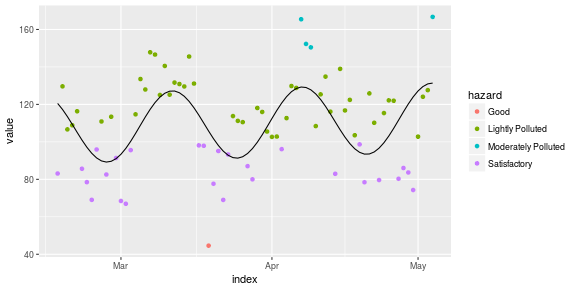 160
120
80
40
value
Mar
Apr
May
index
hazard
Good
Lightly Polluted
Moderately Polluted
Satisfactory